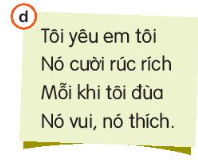 d
Tôi yêu em tôi
Nó cười rúc rích
Mỗi khi tôi đùa
Nó vui, nó thích.